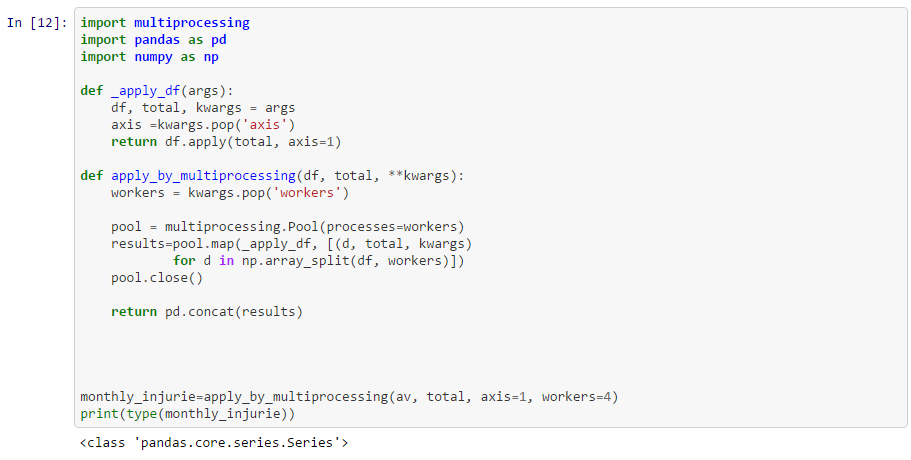 In [12]: import multiprocessing
import pandas as pd
import numpy as np
def _apply_df(args):
    df, total, kwargs = args
    axis =kwargs.pop('axis')
    return df.apply(total, axis=1)
def apply_by_multiprocessing(df, total, **kwargs):
    workers = kwargs.pop('workers')
    pool = multiprocessing.Pool(processes=workers)
    results=pool.map(_apply_df, [(d, total, kwargs)
            for d in np.array_split(df, workers)])
    pool.close()
    return pd.concat(results)
monthly_injurie=apply_by_multiprocessing(av, total, axis=1, workers=4)
print(type(monthly_injurie))
<class 'pandas.core.series.Series'>